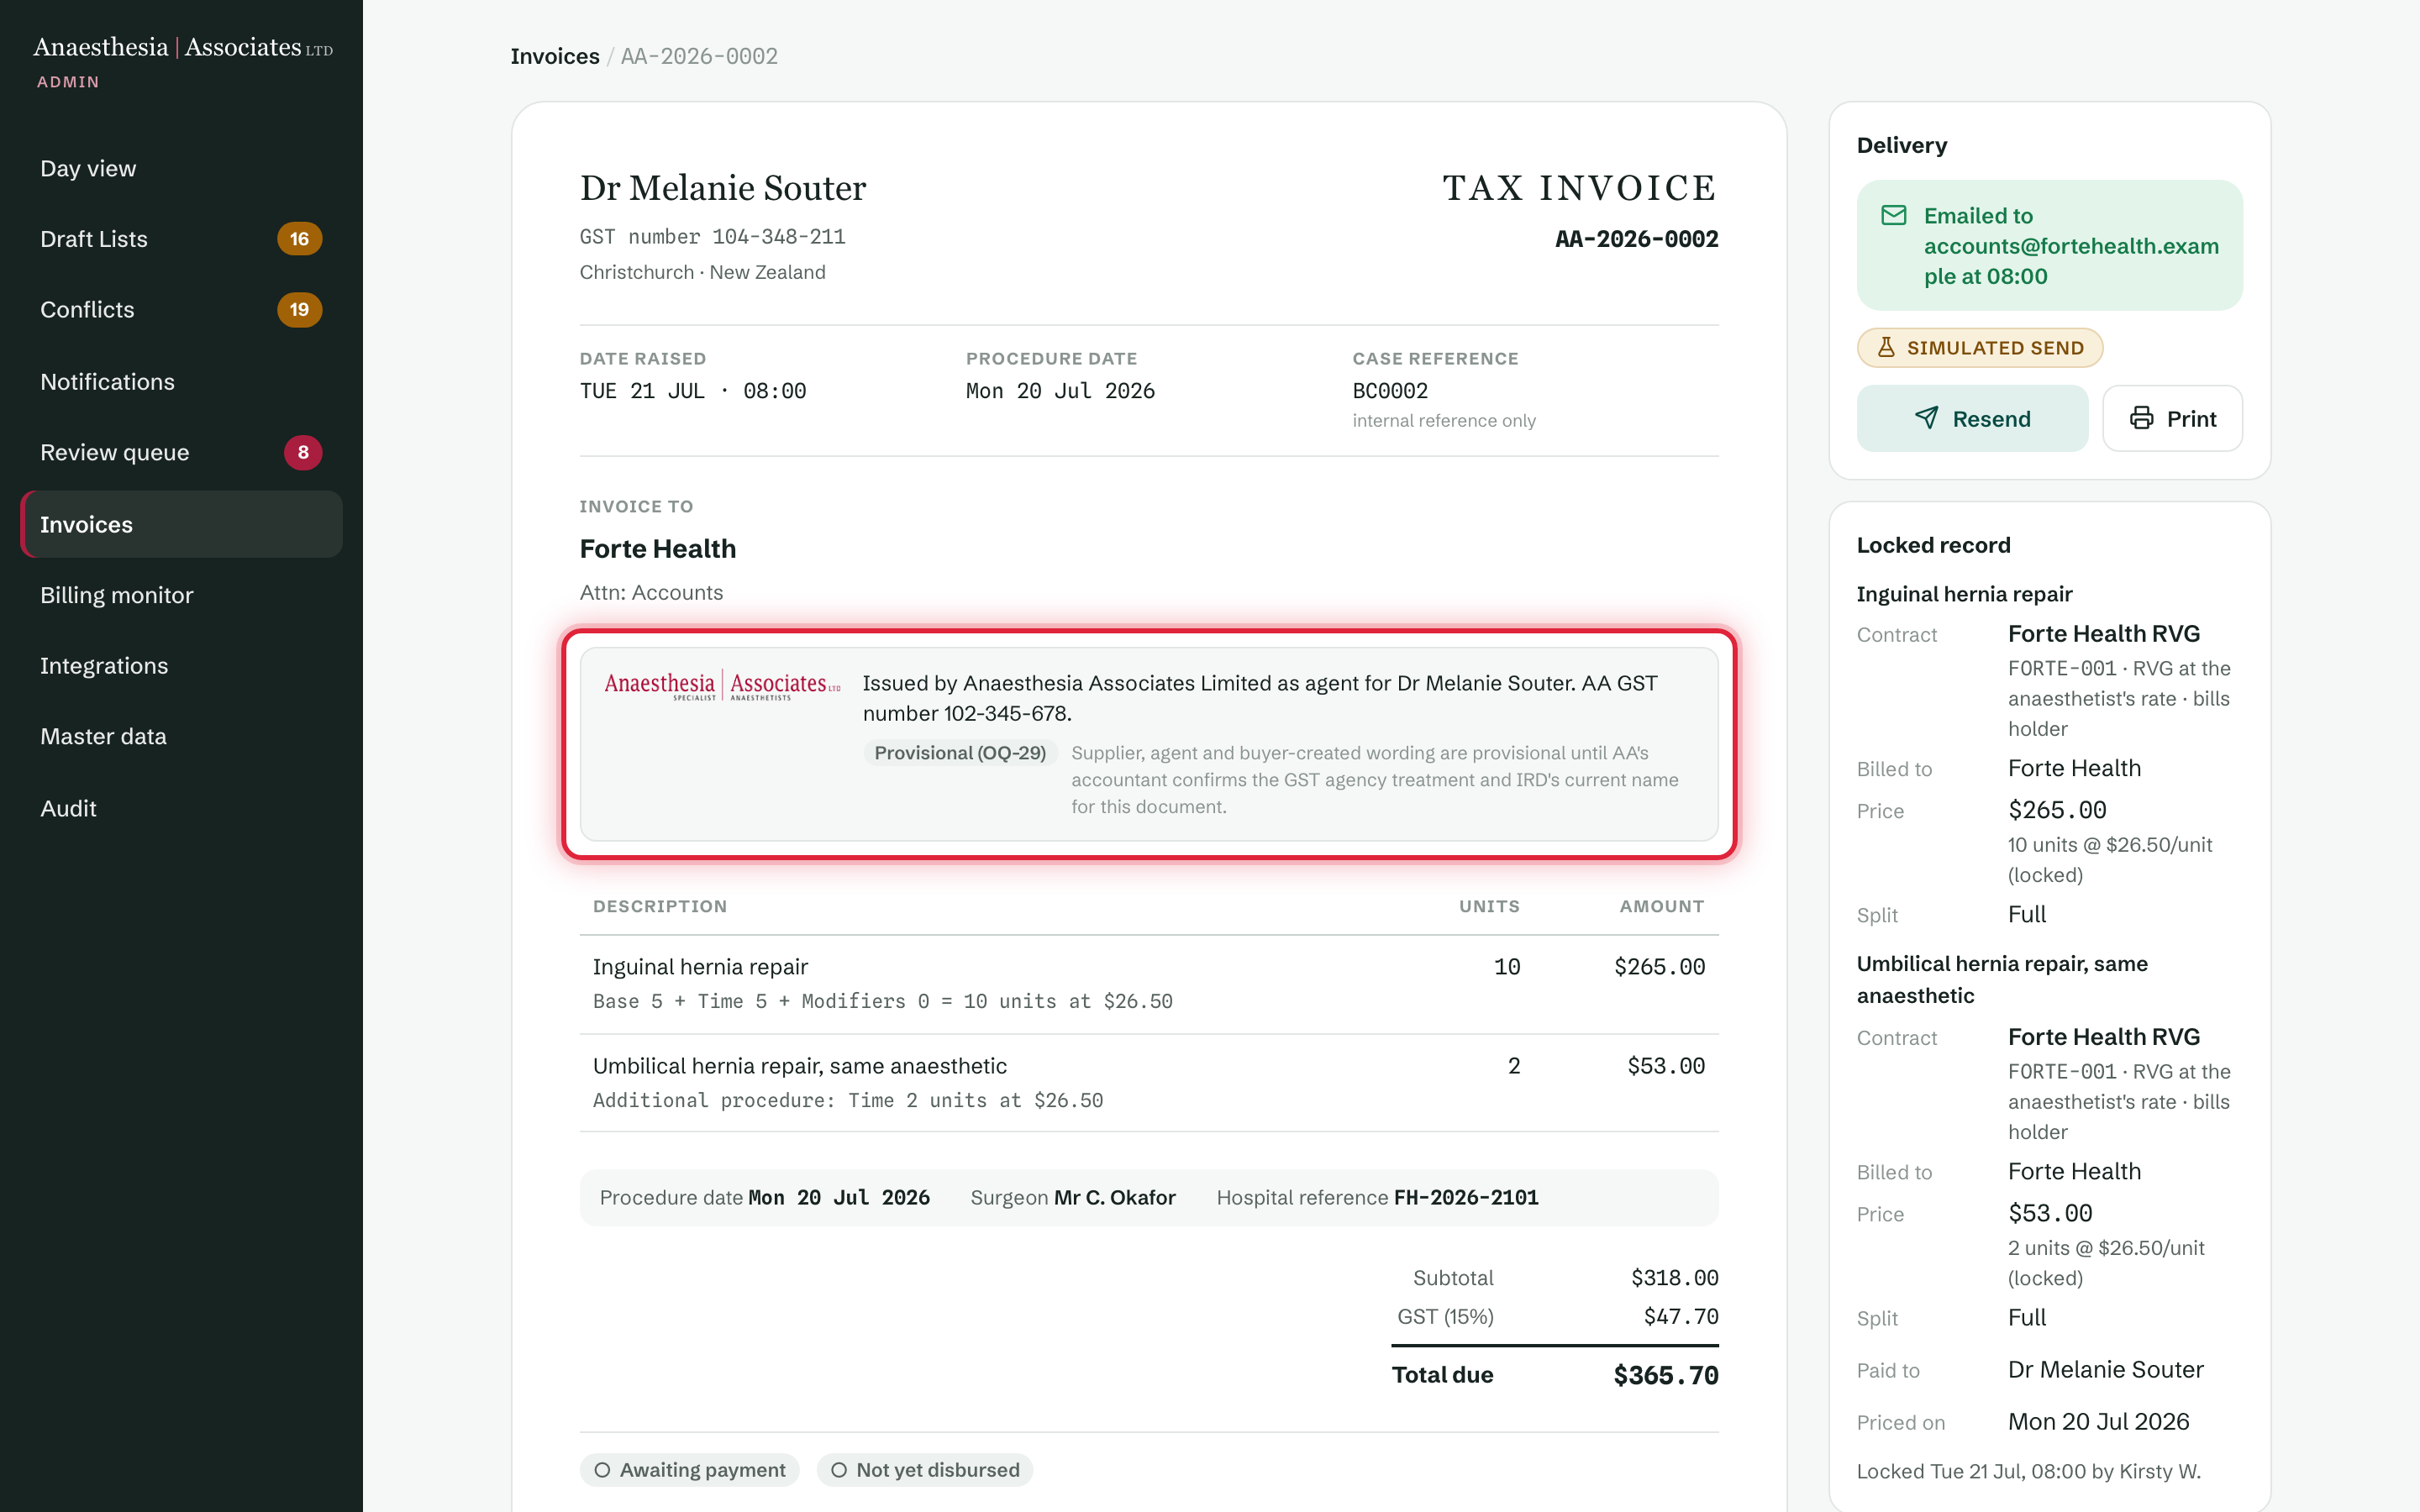 Anaesthesia | Associates LTD
ADMIN
Day view
Draft Lists 16
Conflicts 19
Notifications
Review queue 8
Invoices
Billing monitor
Integrations
Master data
Audit
Invoices / AA-2026-0002
Dr Melanie Souter
GST number 104-348-211
Christchurch · New Zealand
TAX INVOICE
AA-2026-0002
DATE RAISED
TUE 21 JUL · 08:00
PROCEDURE DATE
Mon 20 Jul 2026
CASE REFERENCE
BC0002
internal reference only
INVOICE TO
Forte Health
Attn: Accounts
Anaesthesia | Associates LTD
SPECIALIST ANAESTHETISTS
Issued by Anaesthesia Associates Limited as agent for Dr Melanie Souter. AA GST
number 102-345-678.
Provisional (OQ-29)
Supplier, agent and buyer-created wording are provisional until AA's
accountant confirms the GST agency treatment and IRD's current name
for this document.
DESCRIPTION UNITS AMOUNT
Inguinal hernia repair 10 $265.00
Base 5 + Time 5 + Modifiers 0 = 10 units at $26.50
Umbilical hernia repair, same anaesthetic 2 $53.00
Additional procedure: Time 2 units at $26.50
Procedure date Mon 20 Jul 2026 Surgeon Mr C. Okafor Hospital reference FH-2026-2101
Subtotal $318.00
GST (15%) $47.70
Total due $365.70
Awaiting payment Not yet disbursed
Delivery
Emailed to
accounts@fortehealth.exam
ple at 08:00
SIMULATED SEND
Resend Print
Locked record
Inguinal hernia repair
Contract Forte Health RVG
FORTE-001 · RVG at the
anaesthetist's rate · bills
holder
Billed to Forte Health
Price $265.00
10 units @ $26.50/unit
(locked)
Split Full
Umbilical hernia repair, same
anaesthetic
Contract Forte Health RVG
FORTE-001 · RVG at the
anaesthetist's rate · bills
holder
Billed to Forte Health
Price $53.00
2 units @ $26.50/unit
(locked)
Split Full
Paid to Dr Melanie Souter
Priced on Mon 20 Jul 2026
Locked Tue 21 Jul, 08:00 by Kirsty W.